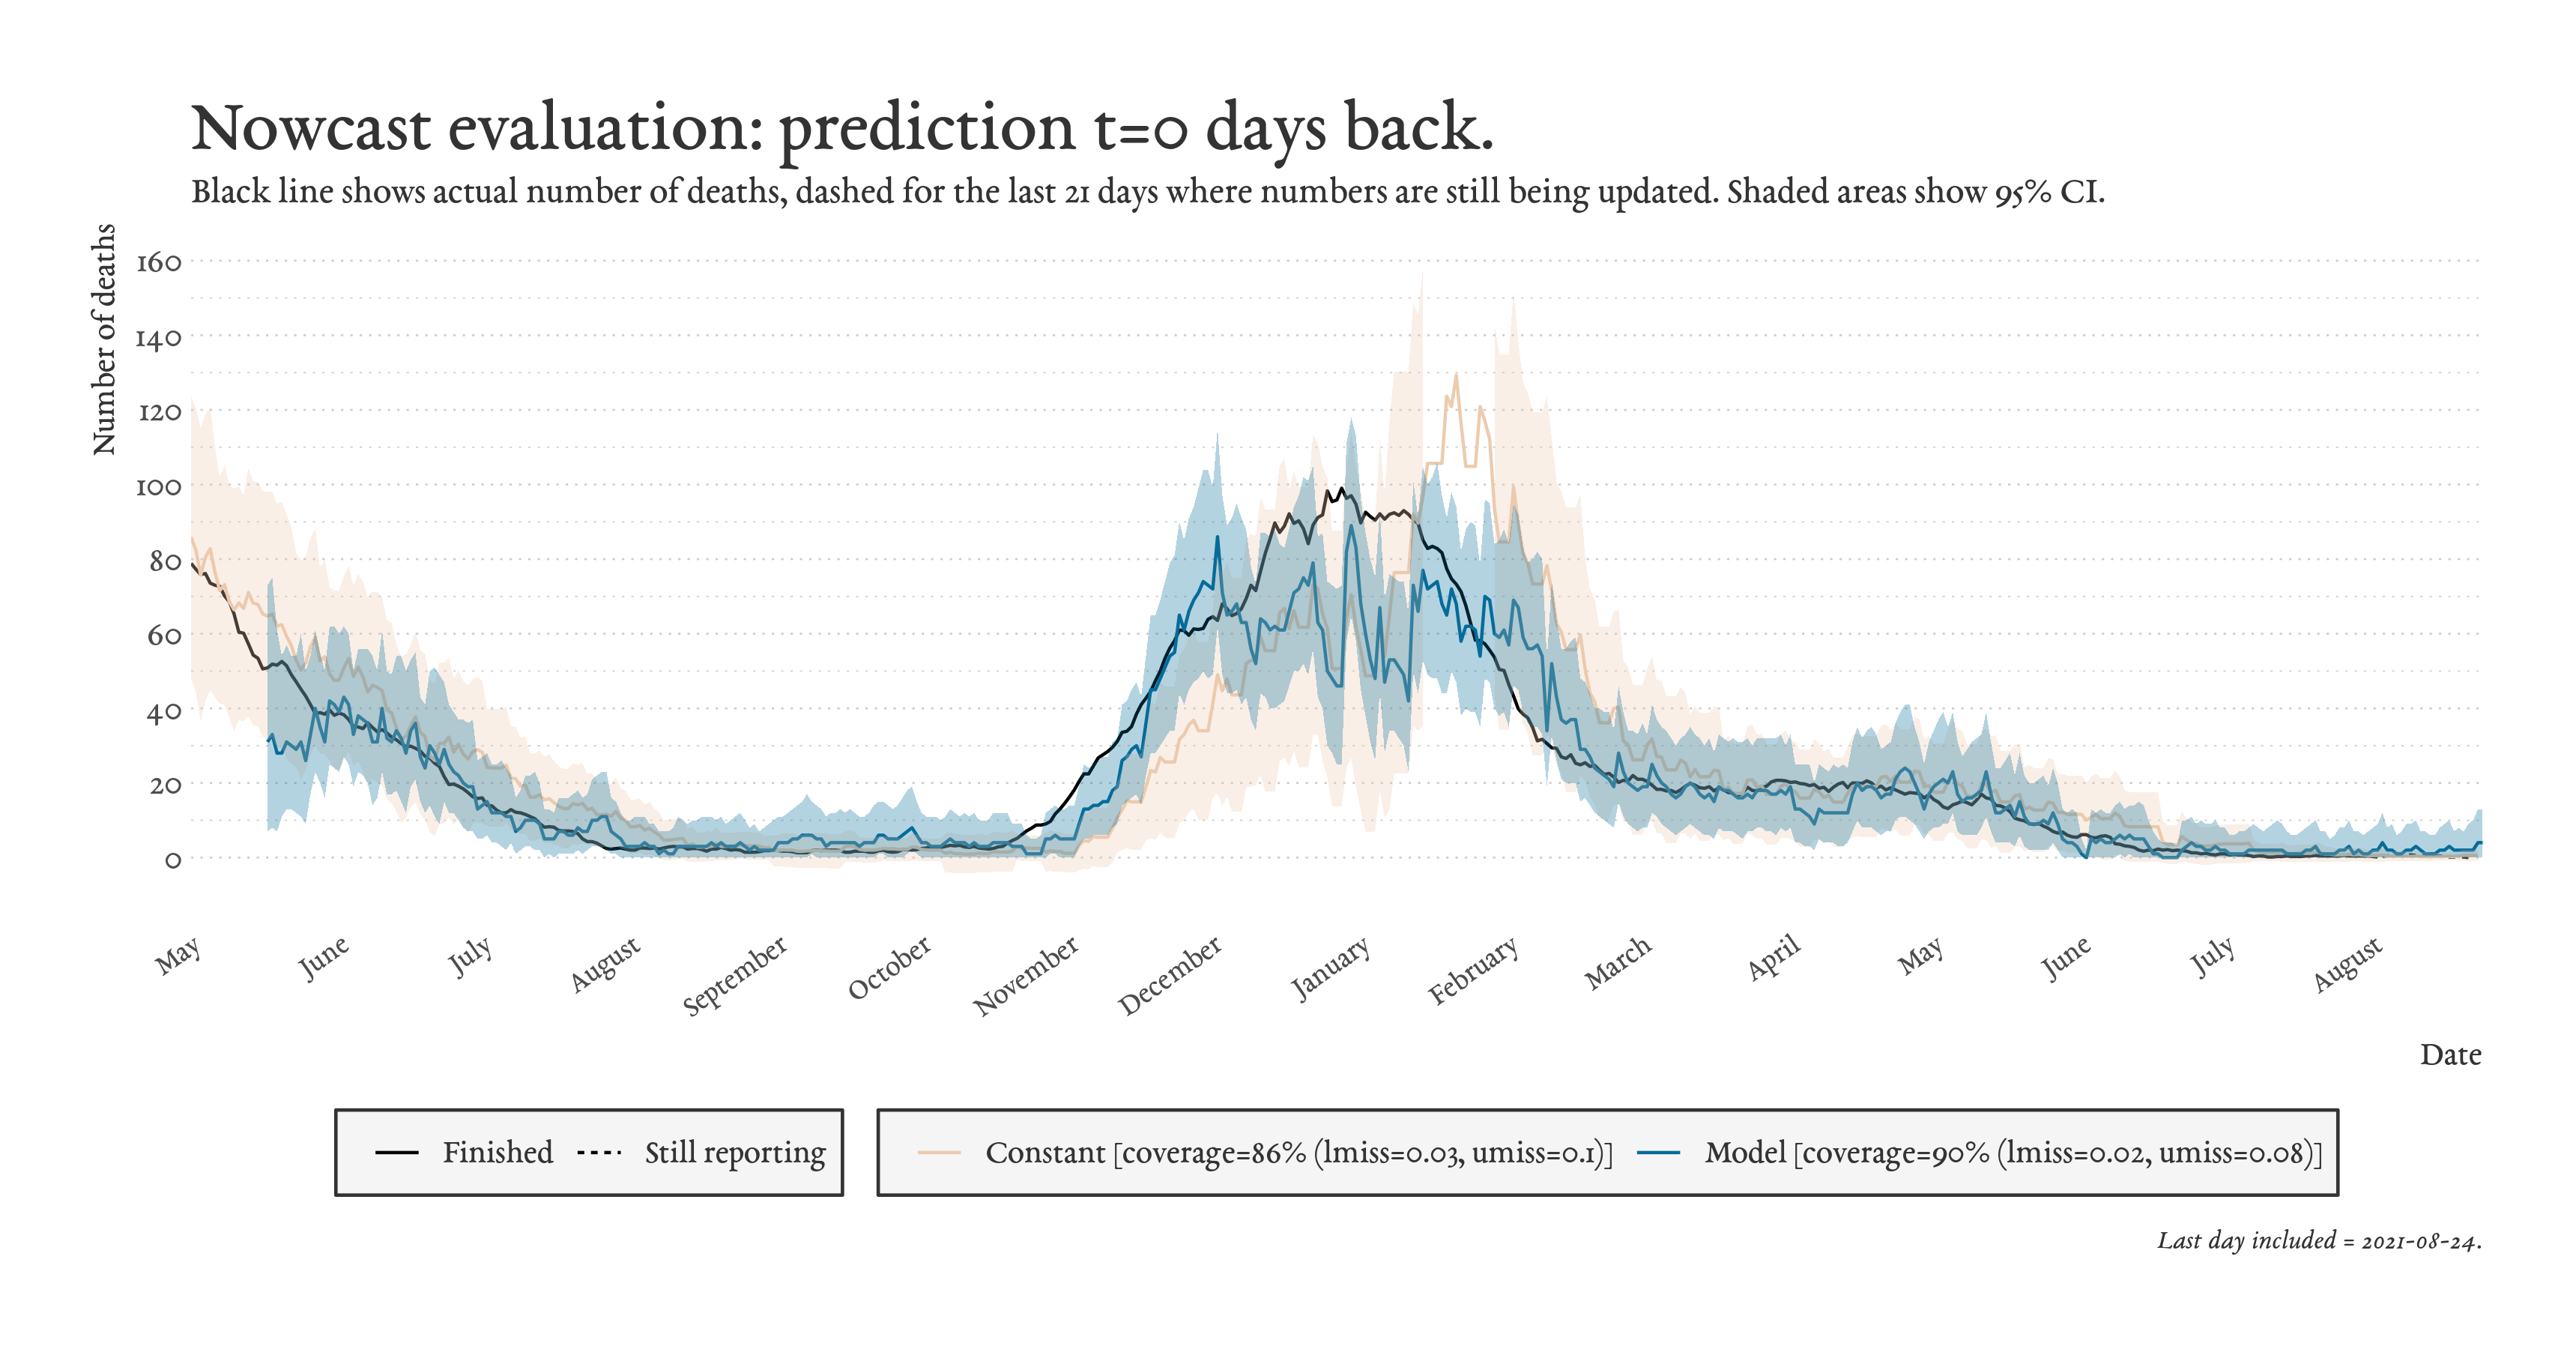 Nowcast evaluation: prediction t=0 days back.
Black line shows actual number of deaths, dashed for the last 21 days where numbers are still being updated. Shaded areas show 95% CI.
Number of deaths
160
140
120
100
80
60
40
20
0
May June July August September October November December January February March April May June July August
Date
Finished Still reporting Constant [coverage=86% (lmiss=0.03, umiss=0.1)] Model [coverage=90% (lmiss=0.02, umiss=0.08)]
Last day included = 2021-08-24.